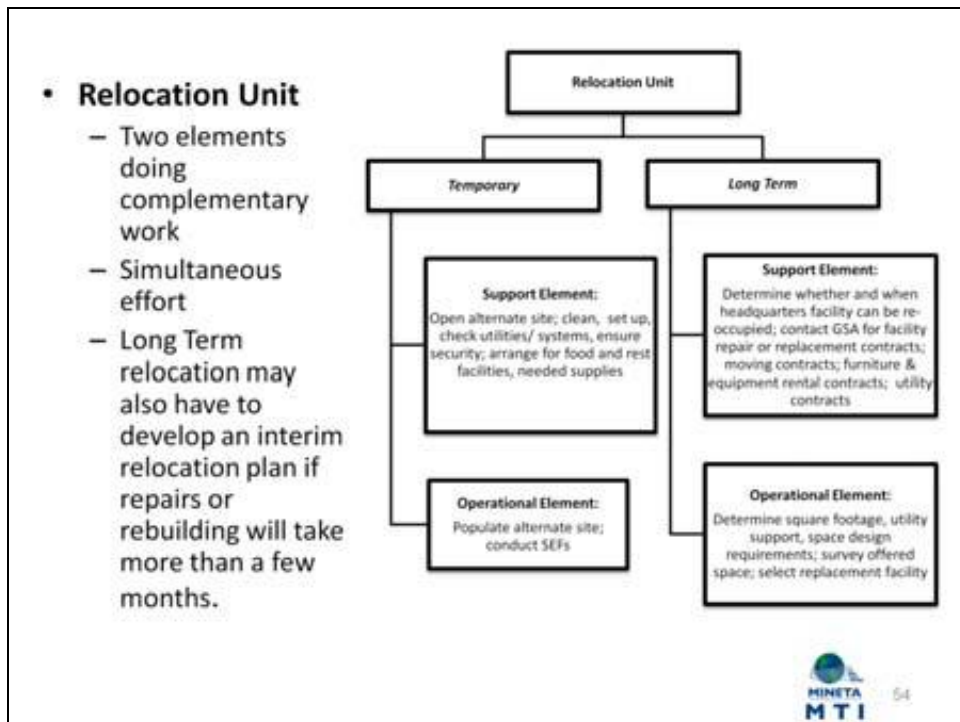 • Relocation Unit
– Two elements
doing
complementary
work
– Simultaneous
effort
– Long Term
relocation may
also have to
develop an interim
relocation plan if
repairs or
rebuilding will take
more than a few
months.
Relocation Unit
Temporary
Long Term
Support Element:
Open alternate site; clean, set up,
check utilities/ systems, ensure
security; arrange for food and rest
facilities, needed supplies
Operational Element:
Populate alternate site;
conduct SEFs
Support Element:
Determine whether and when
headquarters facility can be re-
occupied; contact GSA for facility
repair or replacement contracts;
moving contracts; furniture &
equipment rental contracts; utility
contracts
Operational Element:
Determine square footage, utility
support, space design
requirements; survey offered
space; select replacement facility
MINETA
MTI
54